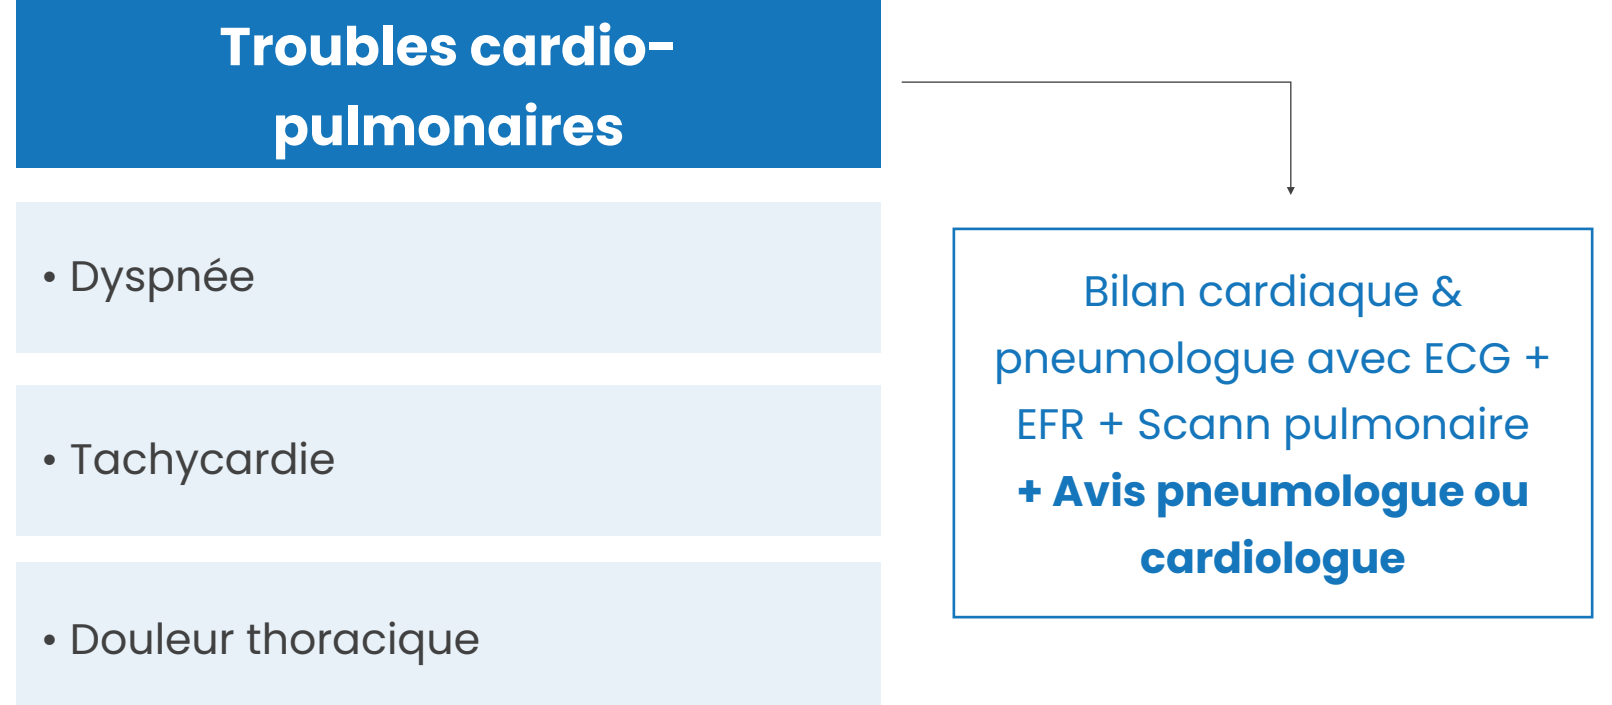 Troubles cardio-
pulmonaires
• Dyspnée
• Tachycardie
• Douleur thoracique
Bilan cardiaque &
pneumologue avec ECG +
EFR + Scann pulmonaire
+ Avis pneumologue ou
cardiologue